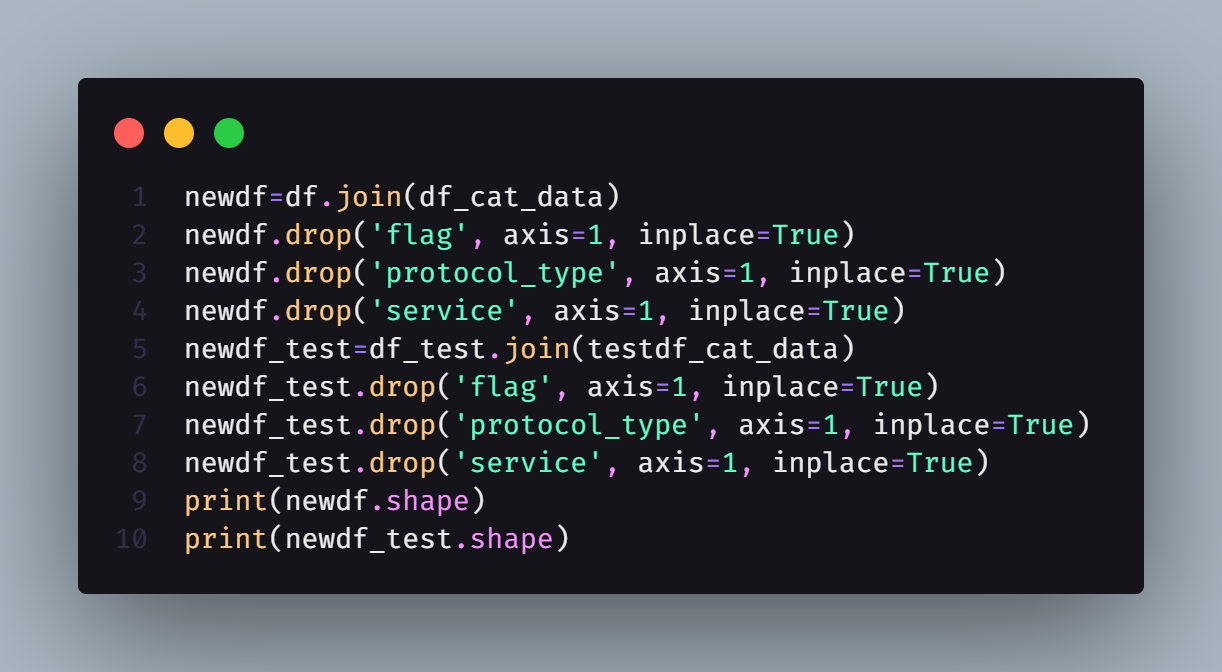 1 newdf=df.join(df_cat_data)
2 newdf.drop('flag', axis=1, inplace=True)
3 newdf.drop('protocol_type', axis=1, inplace=True)
4 newdf.drop('service', axis=1, inplace=True)
5 newdf_test=df_test.join(testdf_cat_data)
6 newdf_test.drop('flag', axis=1, inplace=True)
7 newdf_test.drop('protocol_type', axis=1, inplace=True)
8 newdf_test.drop('service', axis=1, inplace=True)
9 print(newdf.shape)
10 print(newdf_test.shape)